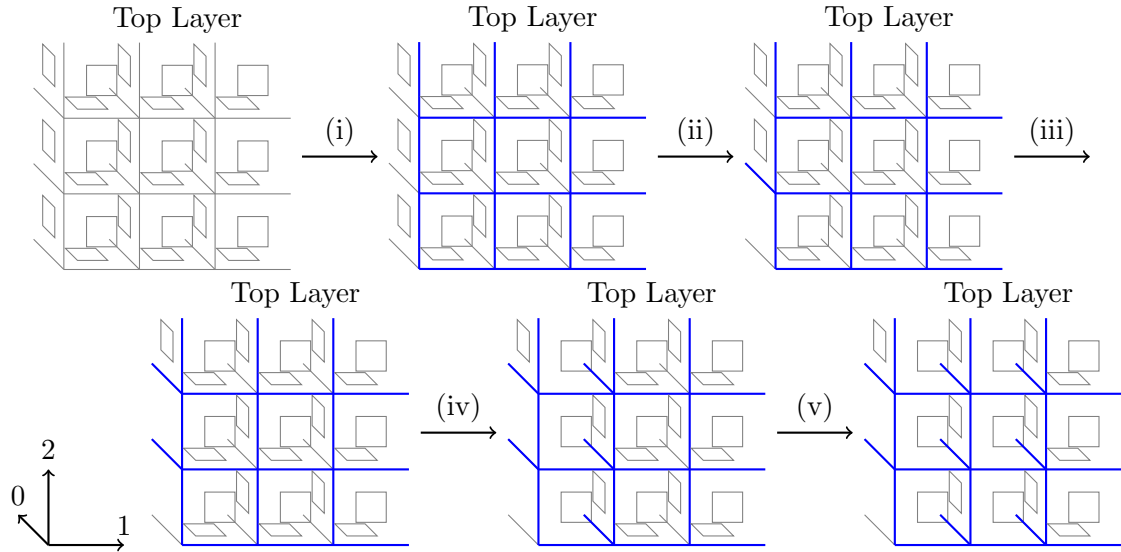 Top Layer Top Layer Top Layer
(i) (ii) (iii)
Top Layer Top Layer Top Layer
(iv) (v)
2
0
1